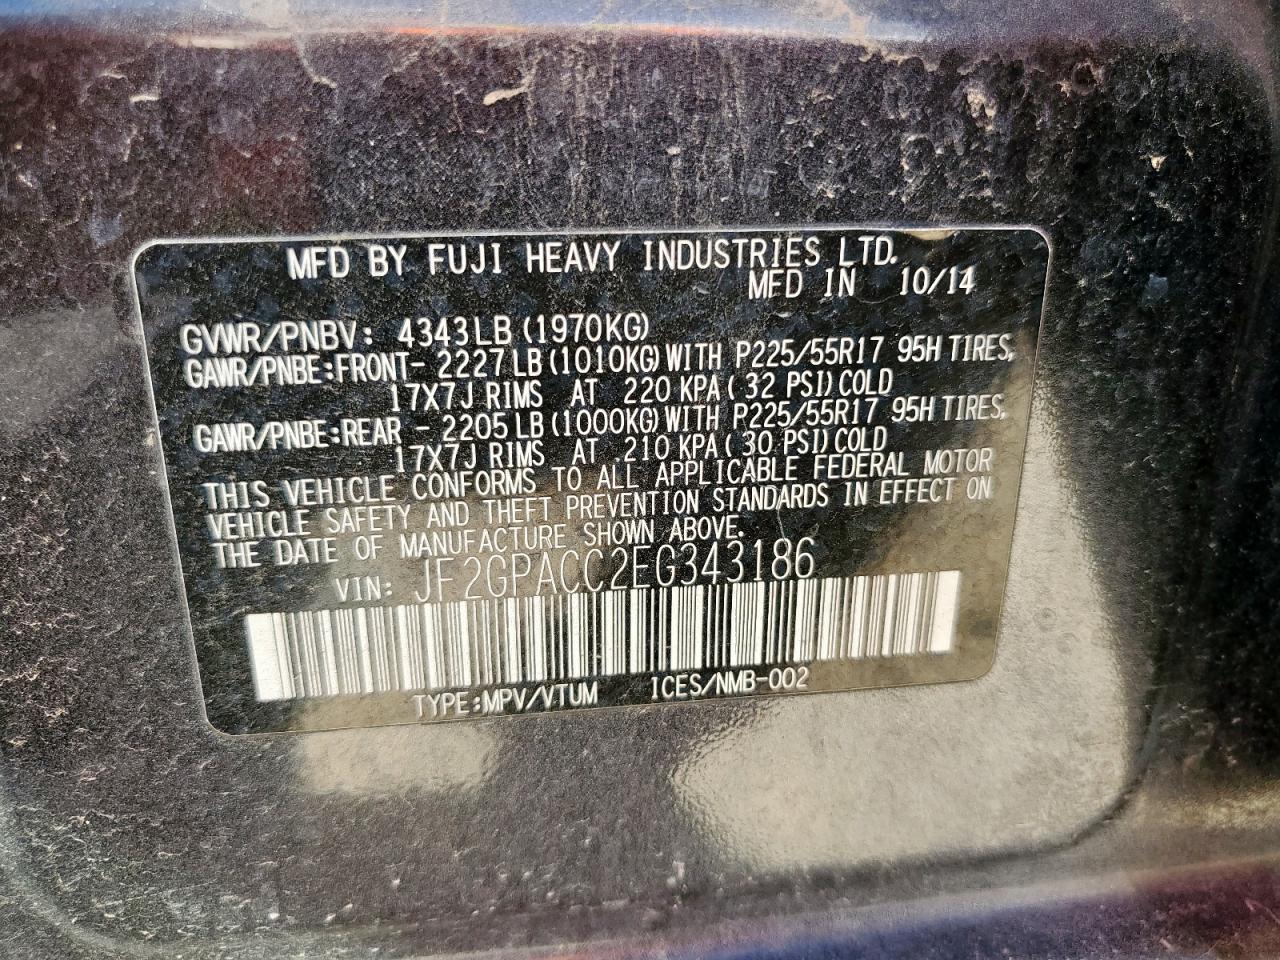 MFD BY FUJI HEAVY INDUSTRIES LTD.
MFD IN 10/14
GVWR/PNBV: 4343LB (1970KG)
GAWR/PNBE:FRONT- 2227LB (1010KG) WITH P225/55R17 95H TIRES,
17X7J RIMS AT 220 KPA ( 32 PSI) COLD
GAWR/PNBE:REAR - 2205LB (1000KG) WITH P225/55R17 95H TIRES,
17X7J RIMS AT 210 KPA ( 30 PSI) COLD
THIS VEHICLE CONFORMS TO ALL APPLICABLE FEDERAL MOTOR
VEHICLE SAFETY AND THEFT PREVENTION STANDARDS IN EFFECT ON
THE DATE OF MANUFACTURE SHOWN ABOVE.
VIN: JF2GPACC2EG343186
TYPE:MPV/VTUM ICES/NMB-002